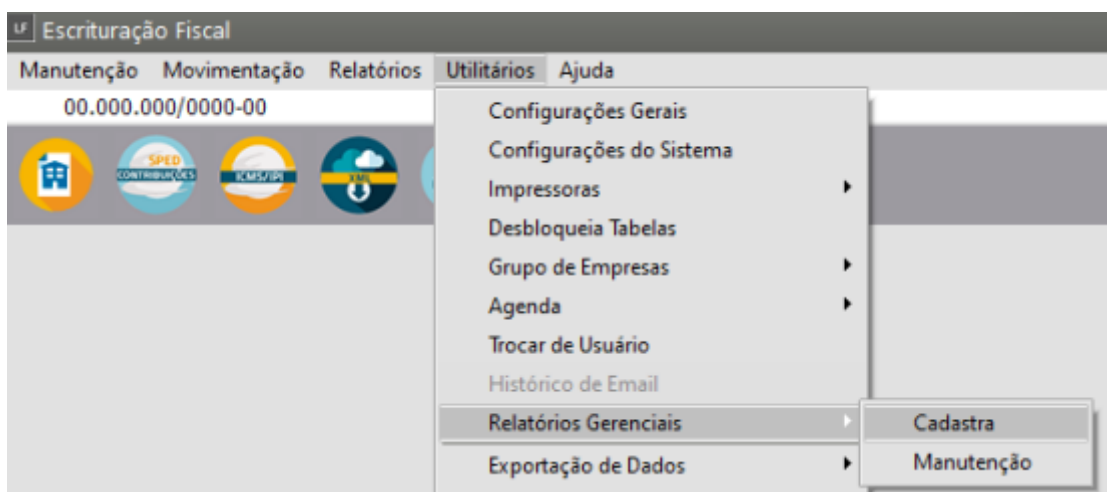 LF Escrituração Fiscal
Manutenção Movimentação Relatórios Utilitários Ajuda
00.000.000/0000-00
SPED CONTRIBUIÇÕES
ICMS/IPI
XML
Configurações Gerais
Configurações do Sistema
Impressoras
Desbloqueia Tabelas
Grupo de Empresas
Agenda
Trocar de Usuário
Histórico de Email
Relatórios Gerenciais
Cadastra
Exportação de Dados
Manutenção